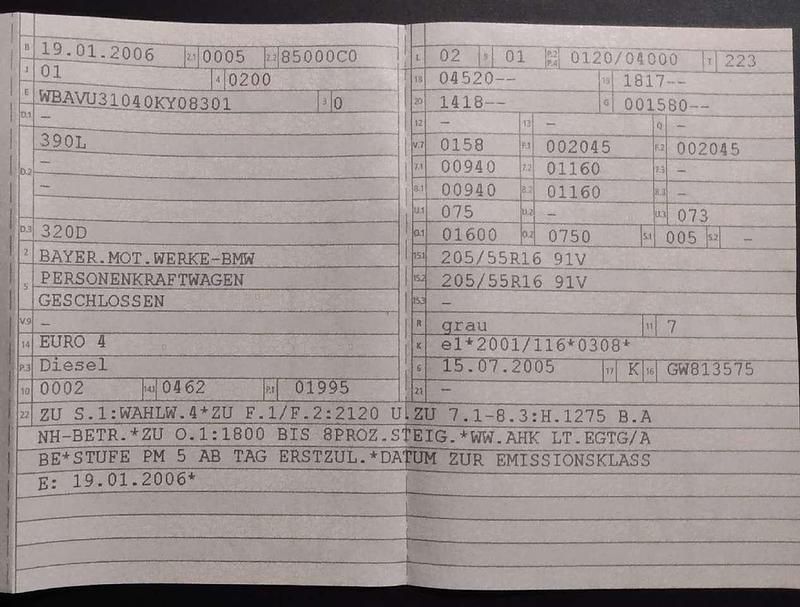 B 19.01.2006 2.1 0005 2.2 85000C0
J 01 4 0200
E WBAVU31040KY08301 3 0
D.1 –
D.2 390L
–
–
D.3 320D
2 BAYER.MOT.WERKE-BMW
5 PERSONENKRAFTWAGEN
GESCHLOSSEN
V.9 –
14 EURO 4
P.3 Diesel
10 0002 14.1 0462 P.1 01995
L 02 9 01 P.2 P.4 0120/04000 T 223
18 04520-- 19 1817--
20 1418-- G 001580--
12 – 13 – Q –
V.7 0158 F.1 002045 F.2 002045
7.1 00940 7.2 01160 7.3 –
8.1 00940 8.2 01160 8.3 –
U.1 075 U.2 – U.3 073
O.1 01600 O.2 0750 S.1 005 S.2 –
15.1 205/55R16 91V
15.2 205/55R16 91V
15.3 –
R grau 11 7
K e1*2001/116*0308*
6 15.07.2005 17 K 16 GW813575
21 –
22 ZU S.1:WAHLW.4*ZU F.1/F.2:2120 U.ZU 7.1-8.3:H.1275 B.A
NH-BETR.*ZU O.1:1800 BIS 8PROZ.STEIG.*WW.AHK LT.EGTG/A
BE*STUFE PM 5 AB TAG ERSTZUL.*DATUM ZUR EMISSIONSKLASS
E: 19.01.2006*